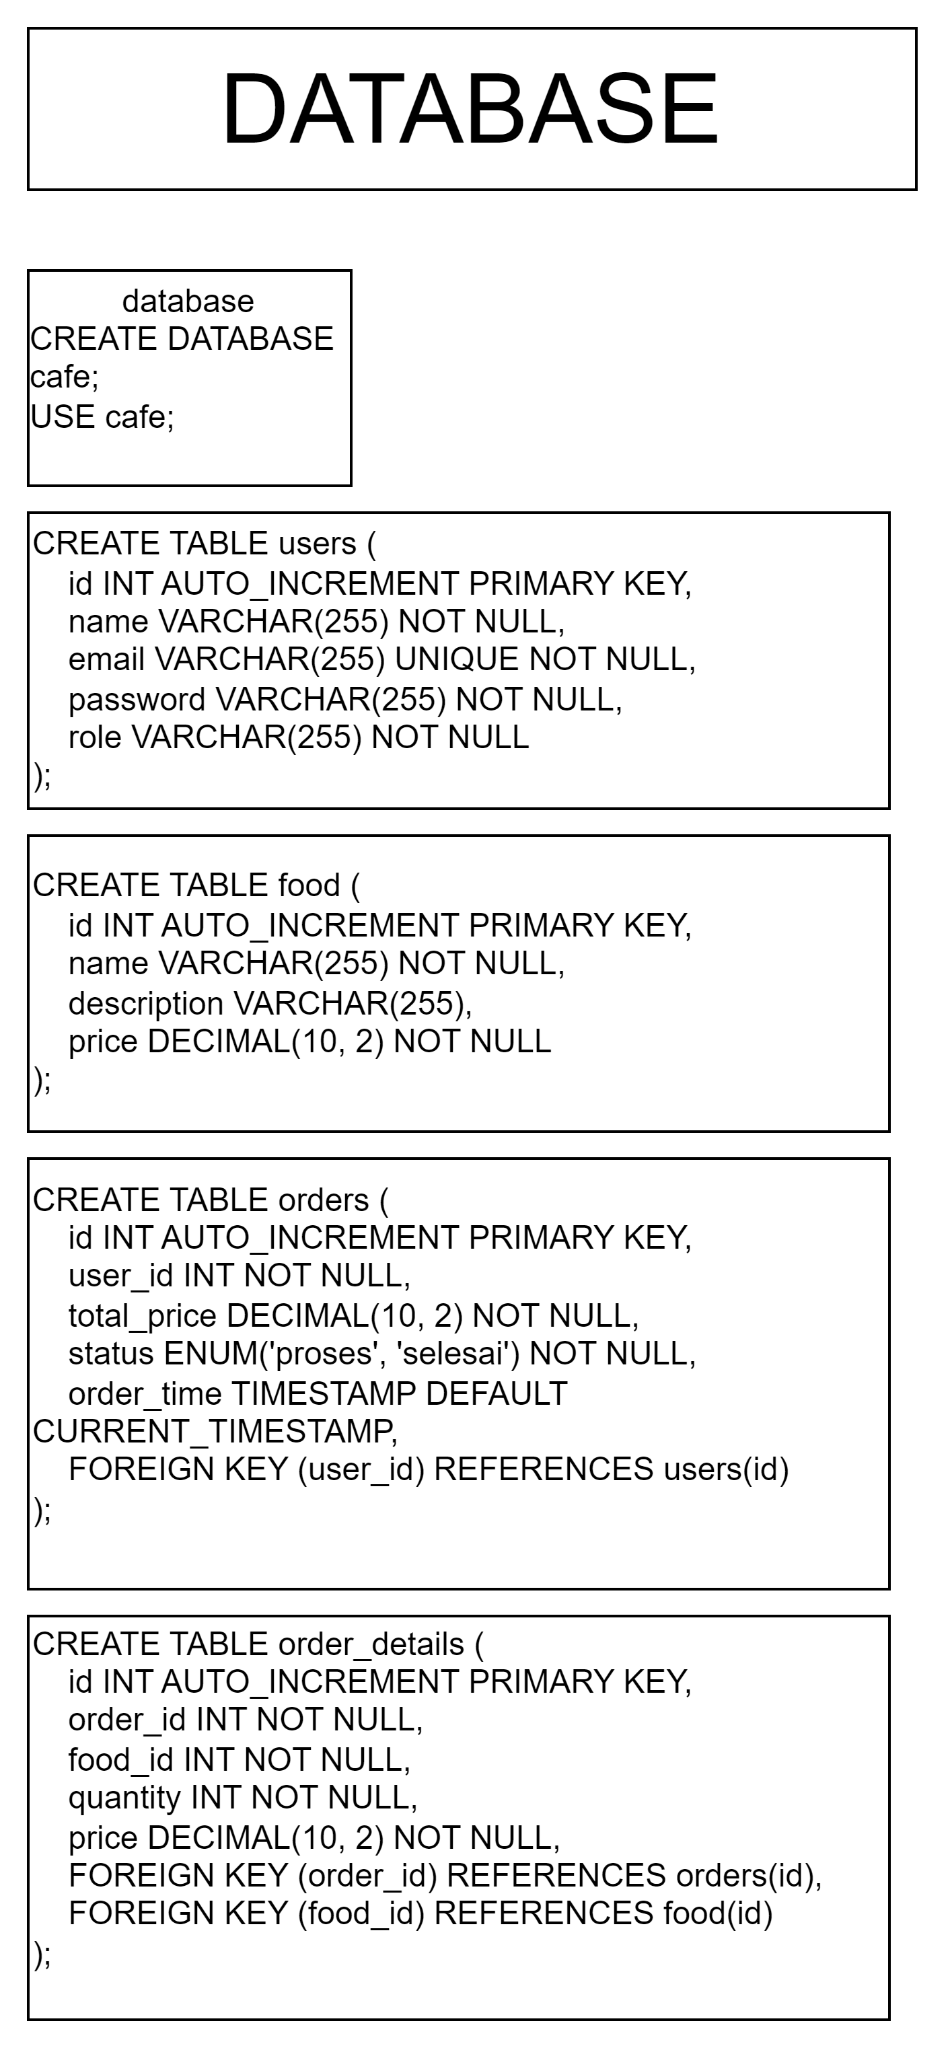 DATABASE
database
CREATE DATABASE
cafe;
USE cafe;
CREATE TABLE users (
    id INT AUTO_INCREMENT PRIMARY KEY,
    name VARCHAR(255) NOT NULL,
    email VARCHAR(255) UNIQUE NOT NULL,
    password VARCHAR(255) NOT NULL,
    role VARCHAR(255) NOT NULL
);
CREATE TABLE food (
    id INT AUTO_INCREMENT PRIMARY KEY,
    name VARCHAR(255) NOT NULL,
    description VARCHAR(255),
    price DECIMAL(10, 2) NOT NULL
);
CREATE TABLE orders (
    id INT AUTO_INCREMENT PRIMARY KEY,
    user_id INT NOT NULL,
    total_price DECIMAL(10, 2) NOT NULL,
    status ENUM('proses', 'selesai') NOT NULL,
    order_time TIMESTAMP DEFAULT
CURRENT_TIMESTAMP,
    FOREIGN KEY (user_id) REFERENCES users(id)
);
CREATE TABLE order_details (
    id INT AUTO_INCREMENT PRIMARY KEY,
    order_id INT NOT NULL,
    food_id INT NOT NULL,
    quantity INT NOT NULL,
    price DECIMAL(10, 2) NOT NULL,
    FOREIGN KEY (order_id) REFERENCES orders(id),
    FOREIGN KEY (food_id) REFERENCES food(id)
);